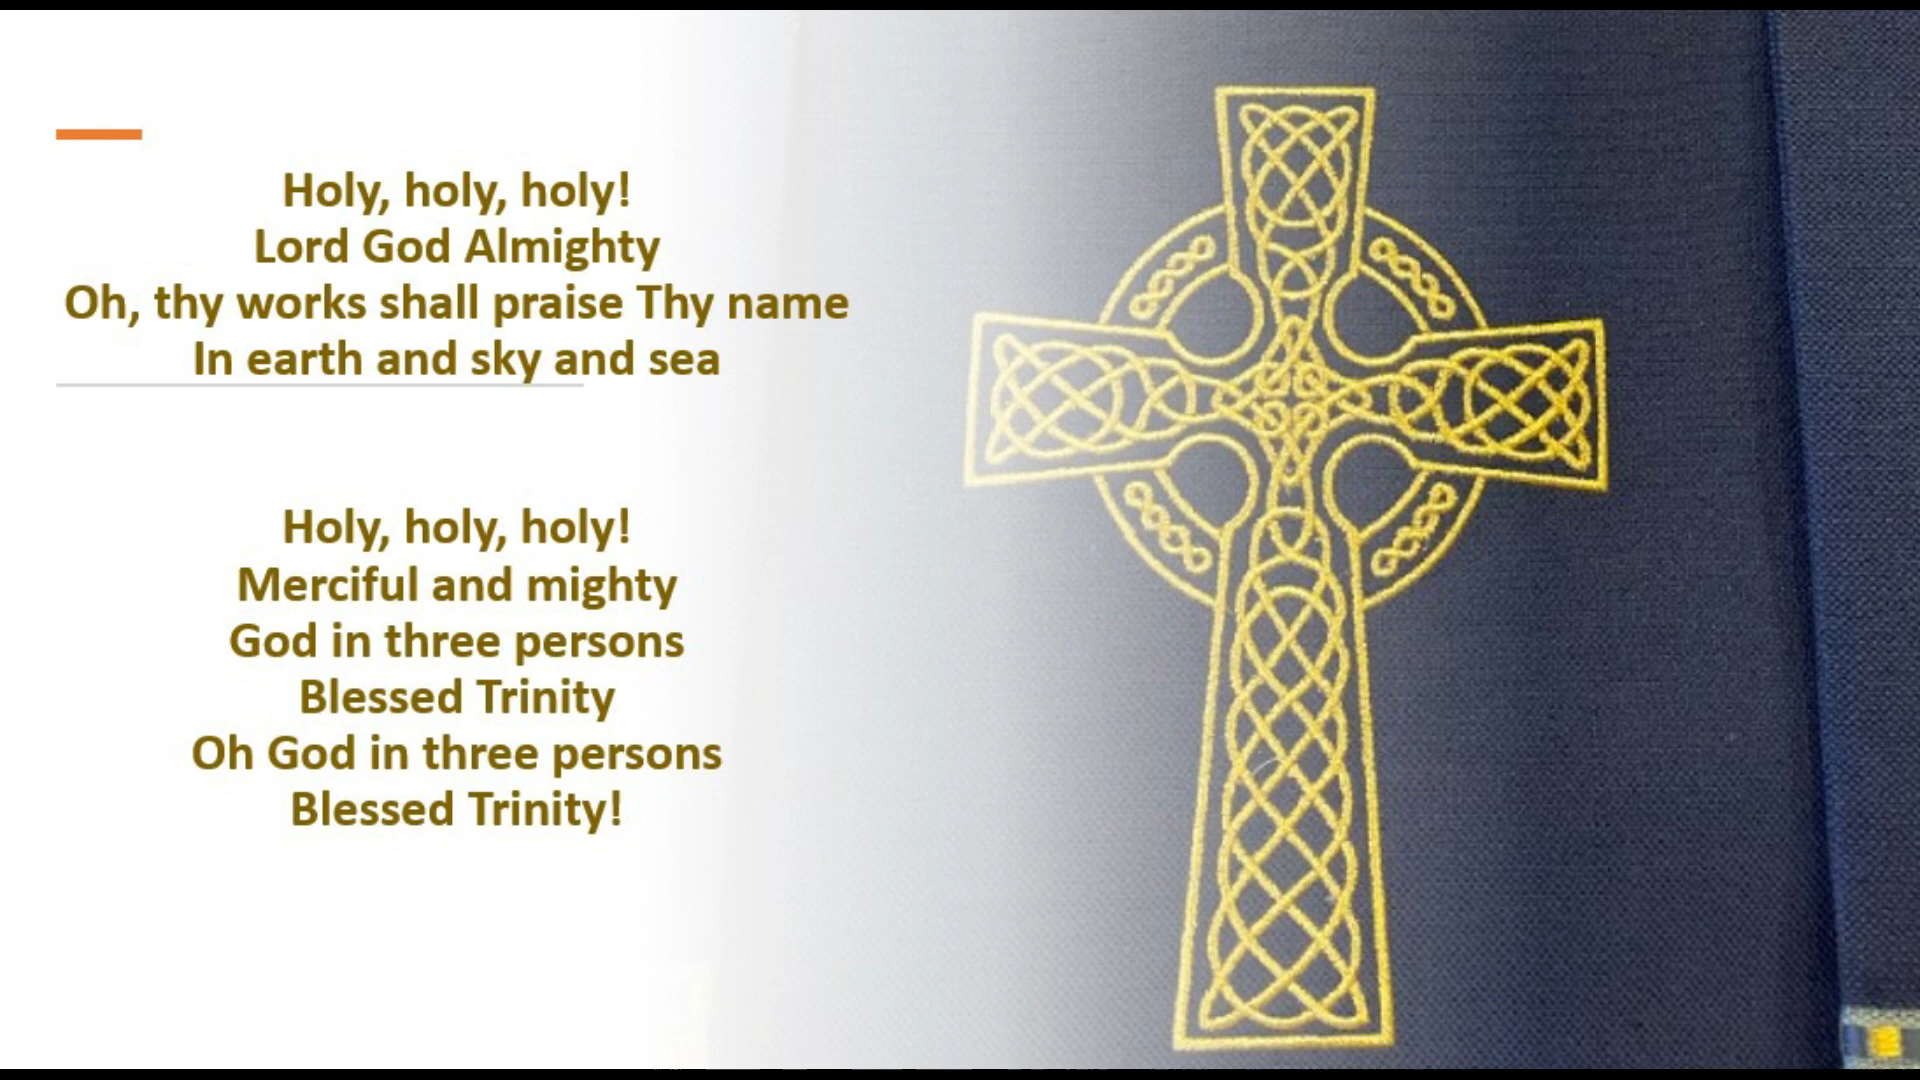 Holy, holy, holy!
Lord God Almighty
Oh, thy works shall praise Thy name
In earth and sky and sea
Holy, holy, holy!
Merciful and mighty
God in three persons
Blessed Trinity
Oh God in three persons
Blessed Trinity!